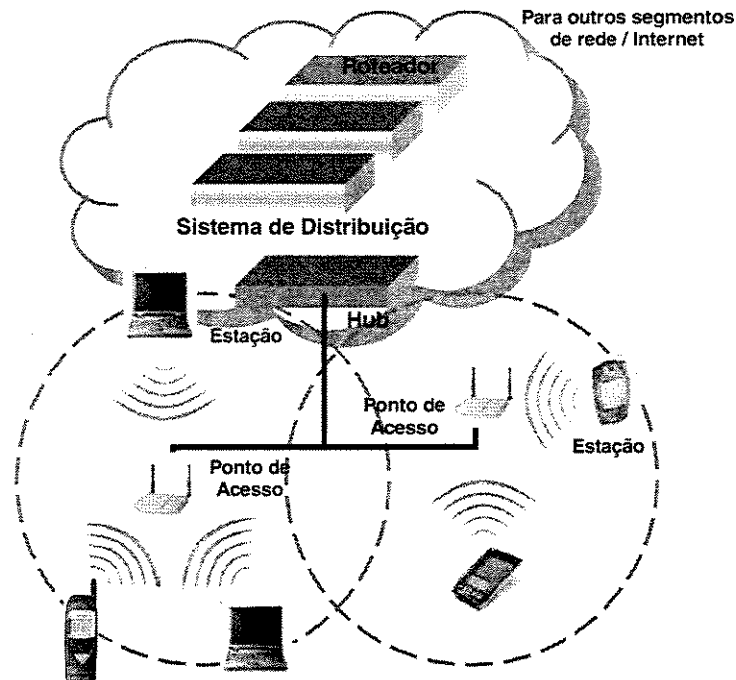 Para outros segmentos
de rede / Internet
Roteador
Sistema de Distribuição
Hub
Estação
Ponto de
Acesso
Estação
Ponto de
Acesso